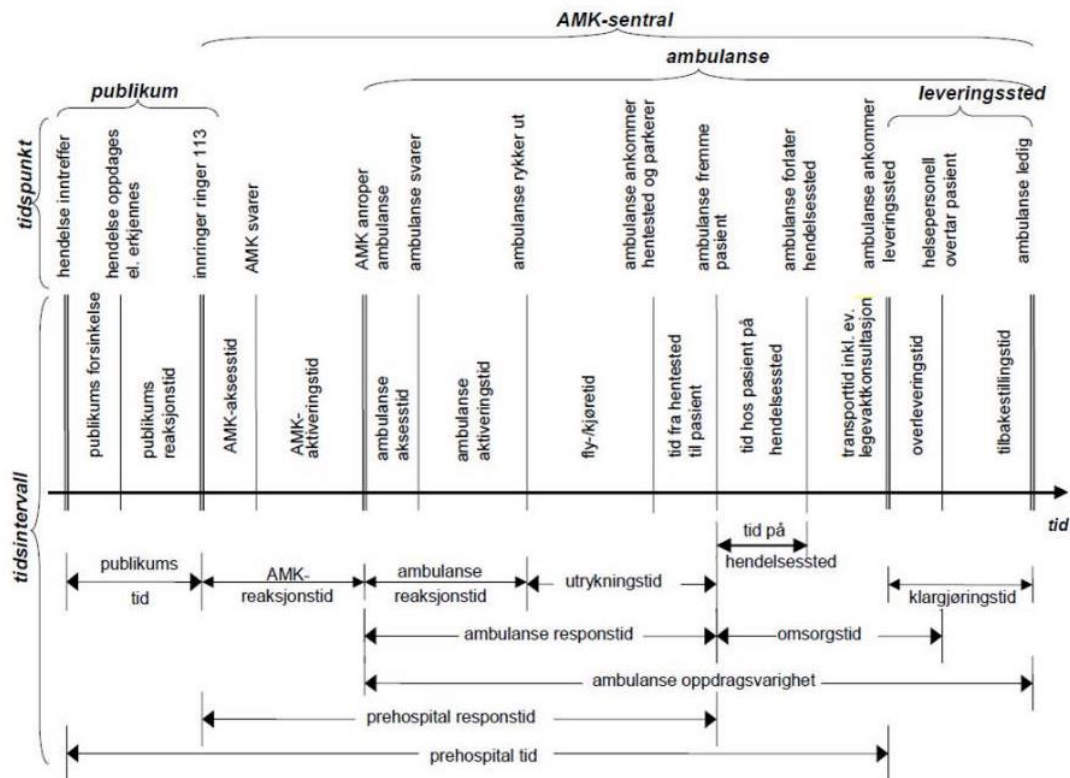 AMK-sentral
ambulanse
publikum
leveringssted
tidspunkt
hendelse inntreffer
hendelse oppdages
el. erkjennes
innringer ringer 113
AMK svarer
AMK anroper
ambulanse
ambulanse svarer
ambulanse rykker ut
ambulanse ankommer
hentested og parkerer
ambulanse fremme
pasient
ambulanse forlater
hendelsessted
ambulanse ankommer
leveringssted
helsepersonell
overtar pasient
ambulanse ledig
tidsintervall
publikums forsinkelse
publikums
reaksjonstid
AMK-aksesstid
AMK-
aktiveringstid
ambulanse
aksesstid
ambulanse
aktiveringstid
fly-/kjøretid
tid fra hentested
til pasient
tid hos pasient på
hendelsessted
transporttid inkl. ev.
legevaktkonsultasjon
overleveringstid
tilbakestillingstid
tid
tid på
hendelsessted
publikums
tid
AMK-
reaksjonstid
ambulanse
reaksjonstid
utrykningstid
klargjøringstid
ambulanse responstid
omsorgstid
ambulanse oppdragsvarighet
prehospital responstid
prehospital tid